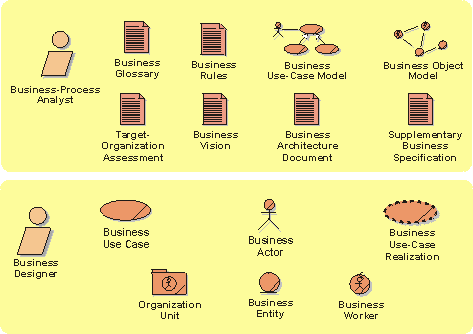 Business-Process
Analyst
Business
Glossary
Business
Rules
Business
Use-Case Model
Business Object
Model
Target-
Organization
Assessment
Business
Vision
Business
Architecture
Document
Supplementary
Business
Specification
Business
Designer
Business
Use Case
Business
Actor
Business
Use-Case
Realization
Organization
Unit
Business
Entity
Business
Worker